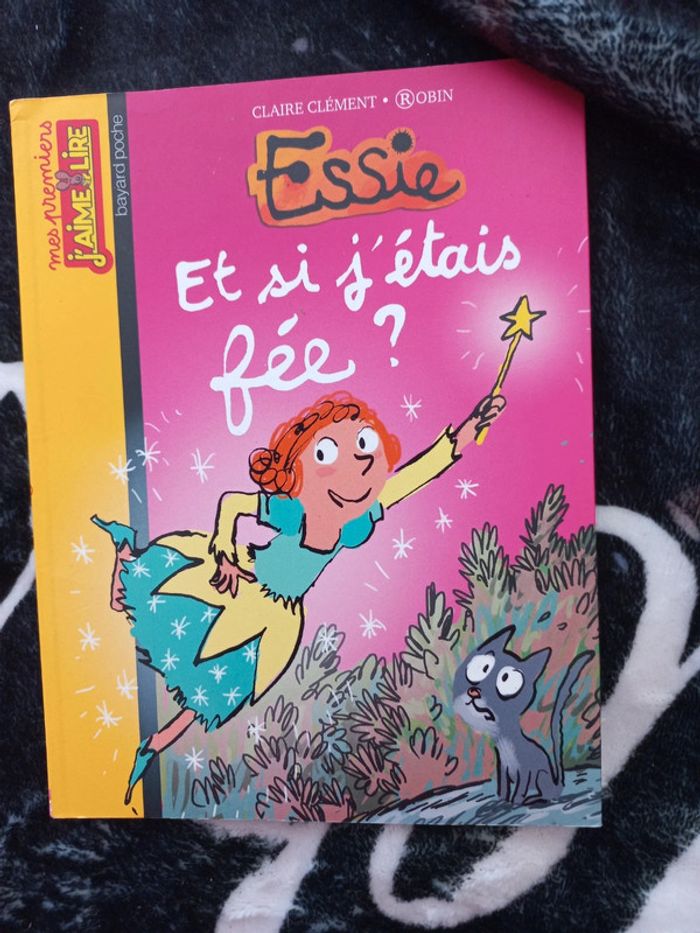 CLAIRE CLÉMENT • ®OBIN
Essie
Et si j'étais
fée ?
mes premiers
J'AIME LIRE
bayard poche